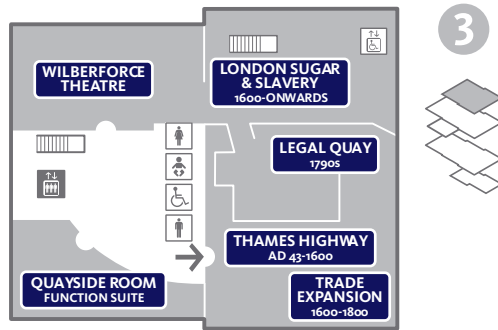 3
WILBERFORCE
THEATRE
LONDON SUGAR
& SLAVERY
1600-ONWARDS
LEGAL QUAY
1790s
THAMES HIGHWAY
AD 43-1600
QUAYSIDE ROOM
FUNCTION SUITE
TRADE
EXPANSION
1600-1800